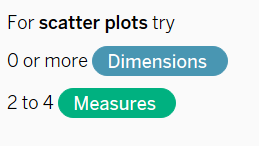 For scatter plots try
0 or more Dimensions
2 to 4 Measures